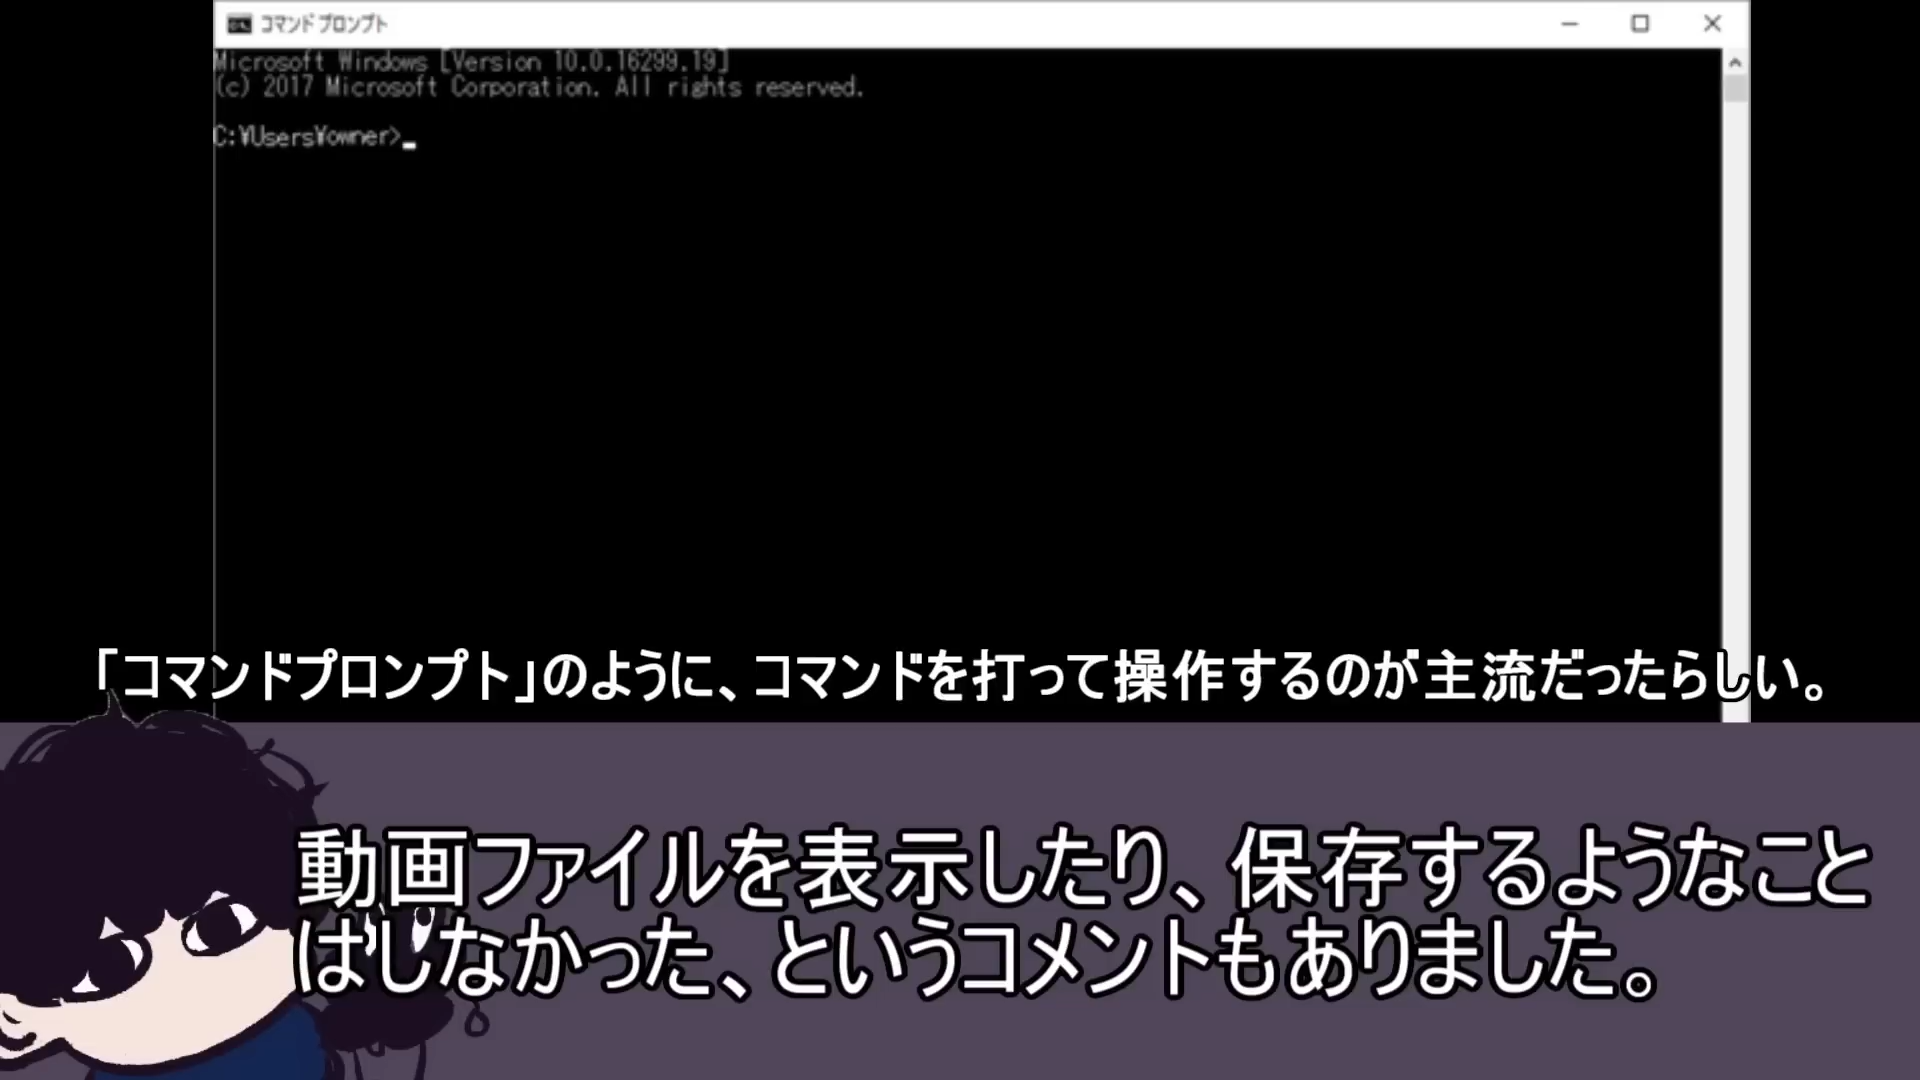 コマンド プロンプト
Microsoft Windows [Version 10.0.16299.19]
(c) 2017 Microsoft Corporation. All rights reserved.
C:¥Users¥owner>
「コマンドプロンプト」のように、コマンドを打って操作するのが主流だったらしい。
動画ファイルを表示したり、保存するようなこと
はしなかった、というコメントもありました。